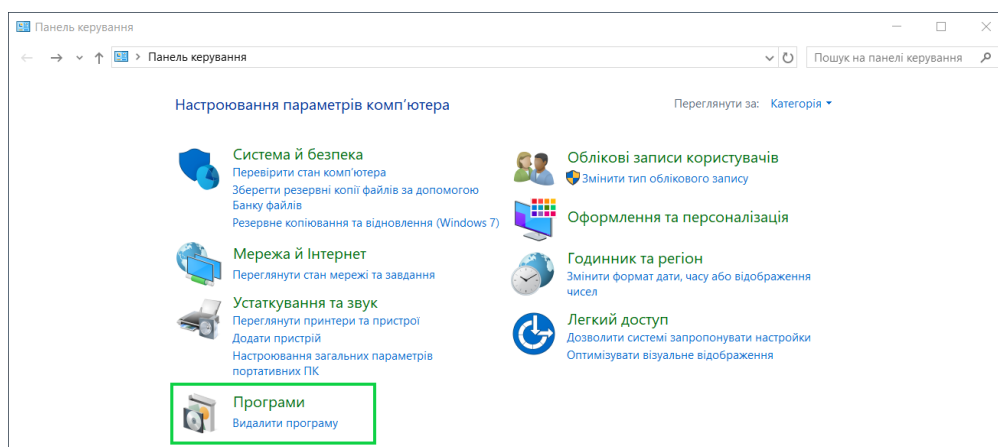 Панель керування
Панель керування
Пошук на панелі керування
Настроювання параметрів комп'ютера
Переглянути за: Категорія
Система й безпека
Перевірити стан комп'ютера
Зберегти резервні копії файлів за допомогою
Банку файлів
Резервне копіювання та відновлення (Windows 7)
Мережа й Інтернет
Переглянути стан мережі та завдання
Устаткування та звук
Переглянути принтери та пристрої
Додати пристрій
Настроювання загальних параметрів
портативних ПК
Програми
Видалити програму
Облікові записи користувачів
Змінити тип облікового запису
Оформлення та персоналізація
Годинник та регіон
Змінити формат дати, часу або відображення
чисел
Легкий доступ
Дозволити системі запропонувати настройки
Оптимізувати візуальне відображення